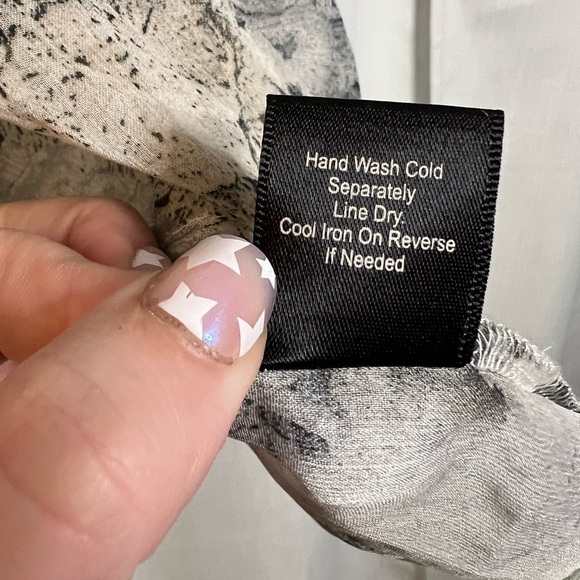 Hand Wash Cold
Separately
Line Dry.
Cool Iron On Reverse
If Needed